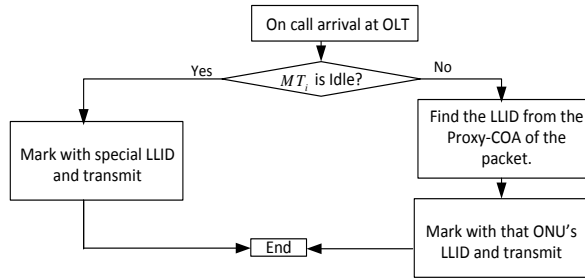 On call arrival at OLT
Yes
MTi is Idle?
No
Mark with special LLID
and transmit
Find the LLID from the
Proxy-COA of the
packet.
Mark with that ONU's
LLID and transmit
End